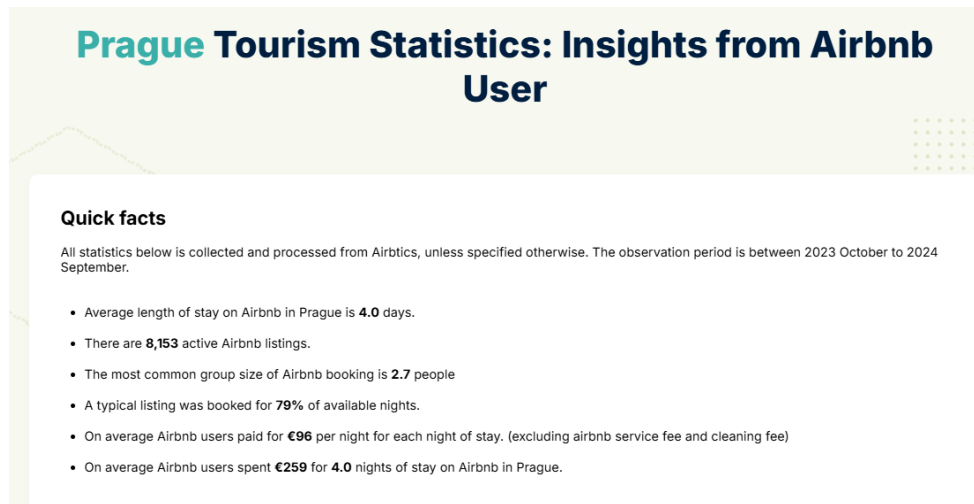 Prague Tourism Statistics: Insights from Airbnb
User
Quick facts
All statistics below is collected and processed from Airbtics, unless specified otherwise. The observation period is between 2023 October to 2024
September.
• Average length of stay on Airbnb in Prague is 4.0 days.
• There are 8,153 active Airbnb listings.
• The most common group size of Airbnb booking is 2.7 people
• A typical listing was booked for 79% of available nights.
• On average Airbnb users paid for €96 per night for each night of stay. (excluding airbnb service fee and cleaning fee)
• On average Airbnb users spent €259 for 4.0 nights of stay on Airbnb in Prague.